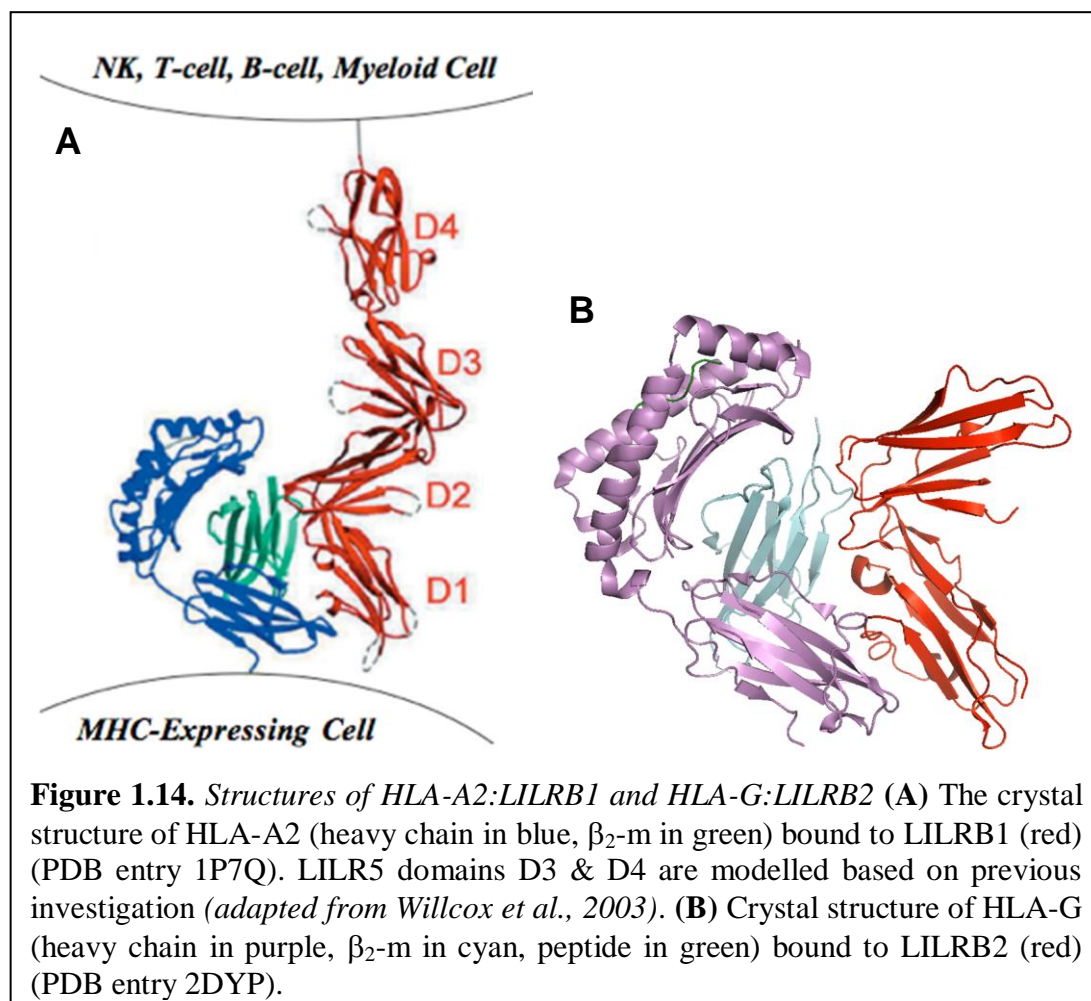 NK, T-cell, B-cell, Myeloid Cell
A
D4
D3
D2
D1
MHC-Expressing Cell
B
Figure 1.14. Structures of HLA-A2:LILRB1 and HLA-G:LILRB2 (A) The crystal
structure of HLA-A2 (heavy chain in blue, β₂-m in green) bound to LILRB1 (red)
(PDB entry 1P7Q). LILR5 domains D3 & D4 are modelled based on previous
investigation (adapted from Willcox et al., 2003). (B) Crystal structure of HLA-G
(heavy chain in purple, β₂-m in cyan, peptide in green) bound to LILRB2 (red)
(PDB entry 2DYP).